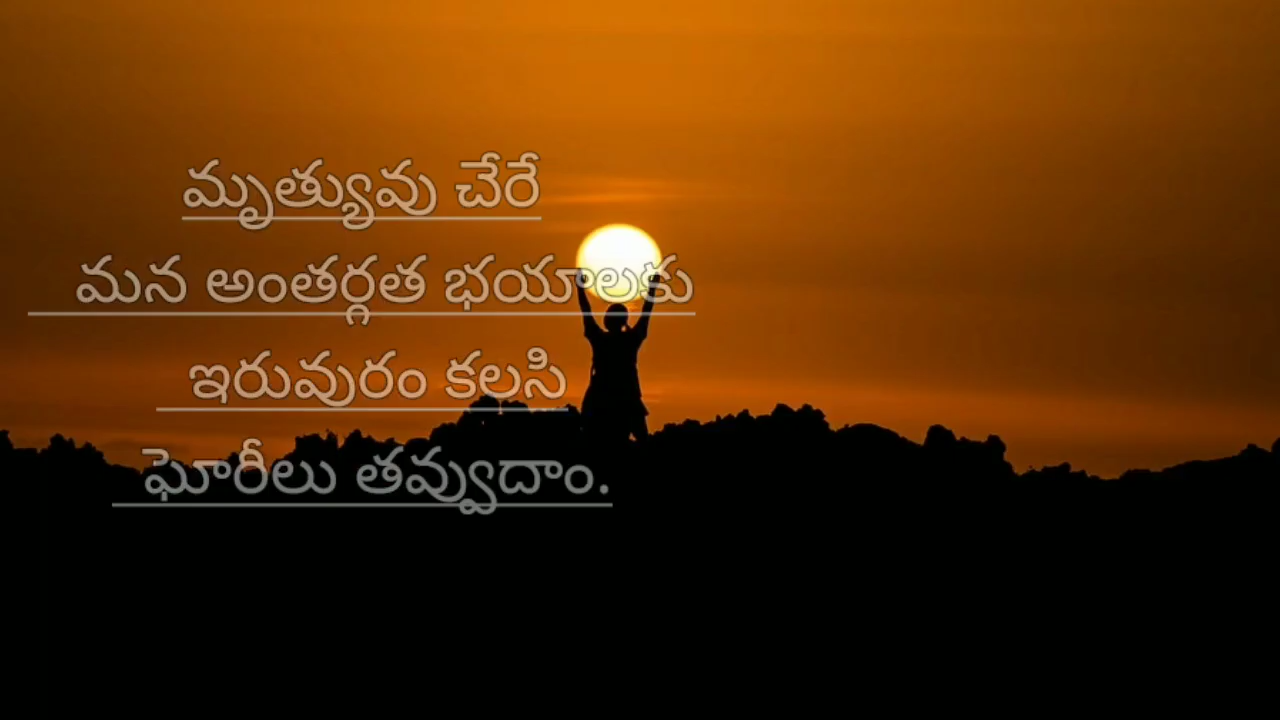 మృత్యువు చేరే
మన అంతర్గత భయాలకు
ఇరువురం కలసి
ఘోరీలు తవ్వుదాం.